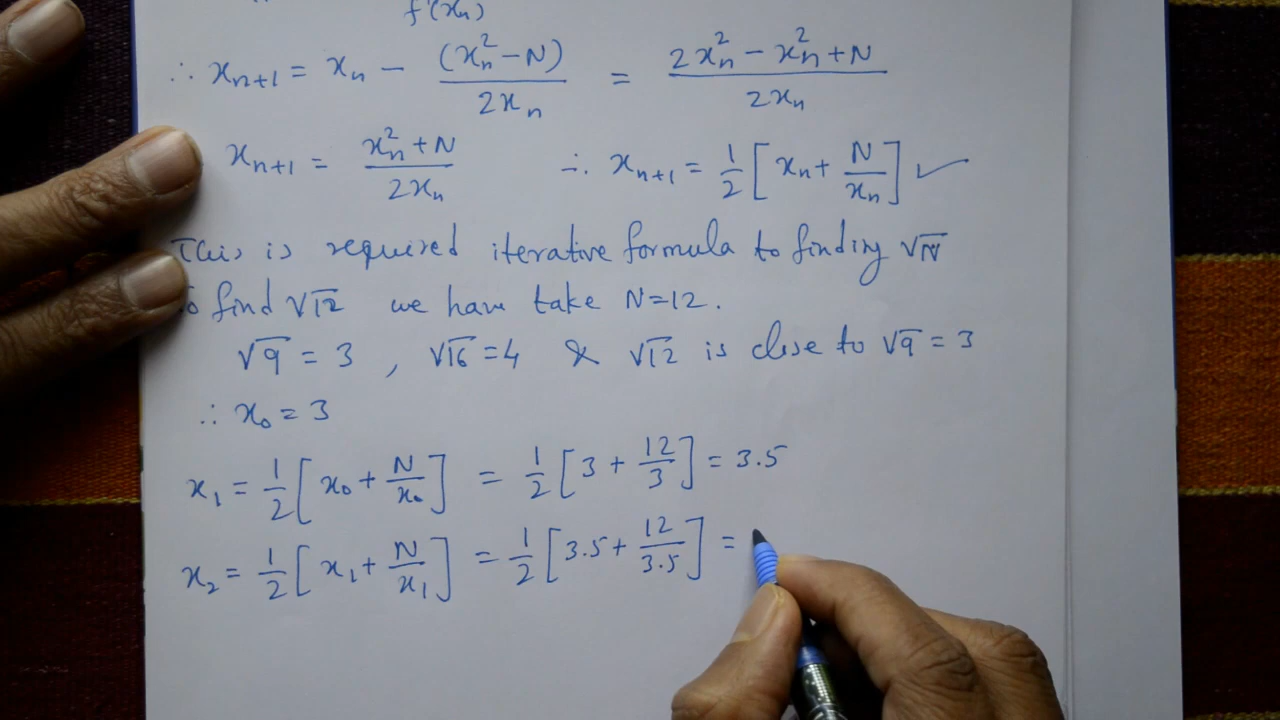 f'(xₙ)
∴ xₙ₊₁ = xₙ − (xₙ² − N) / 2xₙ = (2xₙ² − xₙ² + N) / 2xₙ
xₙ₊₁ = (xₙ² + N) / 2xₙ ∴ xₙ₊₁ = 1/2 [xₙ + N/xₙ] ✓
This is required iterative formula to finding √N
To find √12 we have take N=12.
√9 = 3 , √16 = 4 & √12 is close to √9 = 3
∴ x₀ = 3
x₁ = 1/2 [x₀ + N/x₀] = 1/2 [3 + 12/3] = 3.5
x₂ = 1/2 [x₁ + N/x₁] = 1/2 [3.5 + 12/3.5] =